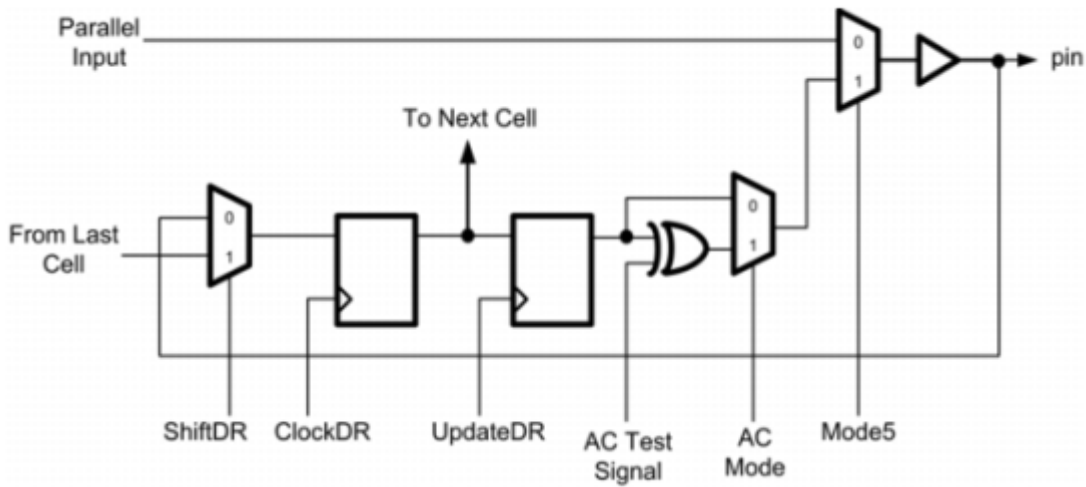 Parallel
Input
0
1
pin
To Next Cell
0
1
From Last
Cell
0
1
ShiftDR
ClockDR
UpdateDR
AC Test
Signal
AC
Mode
Mode5